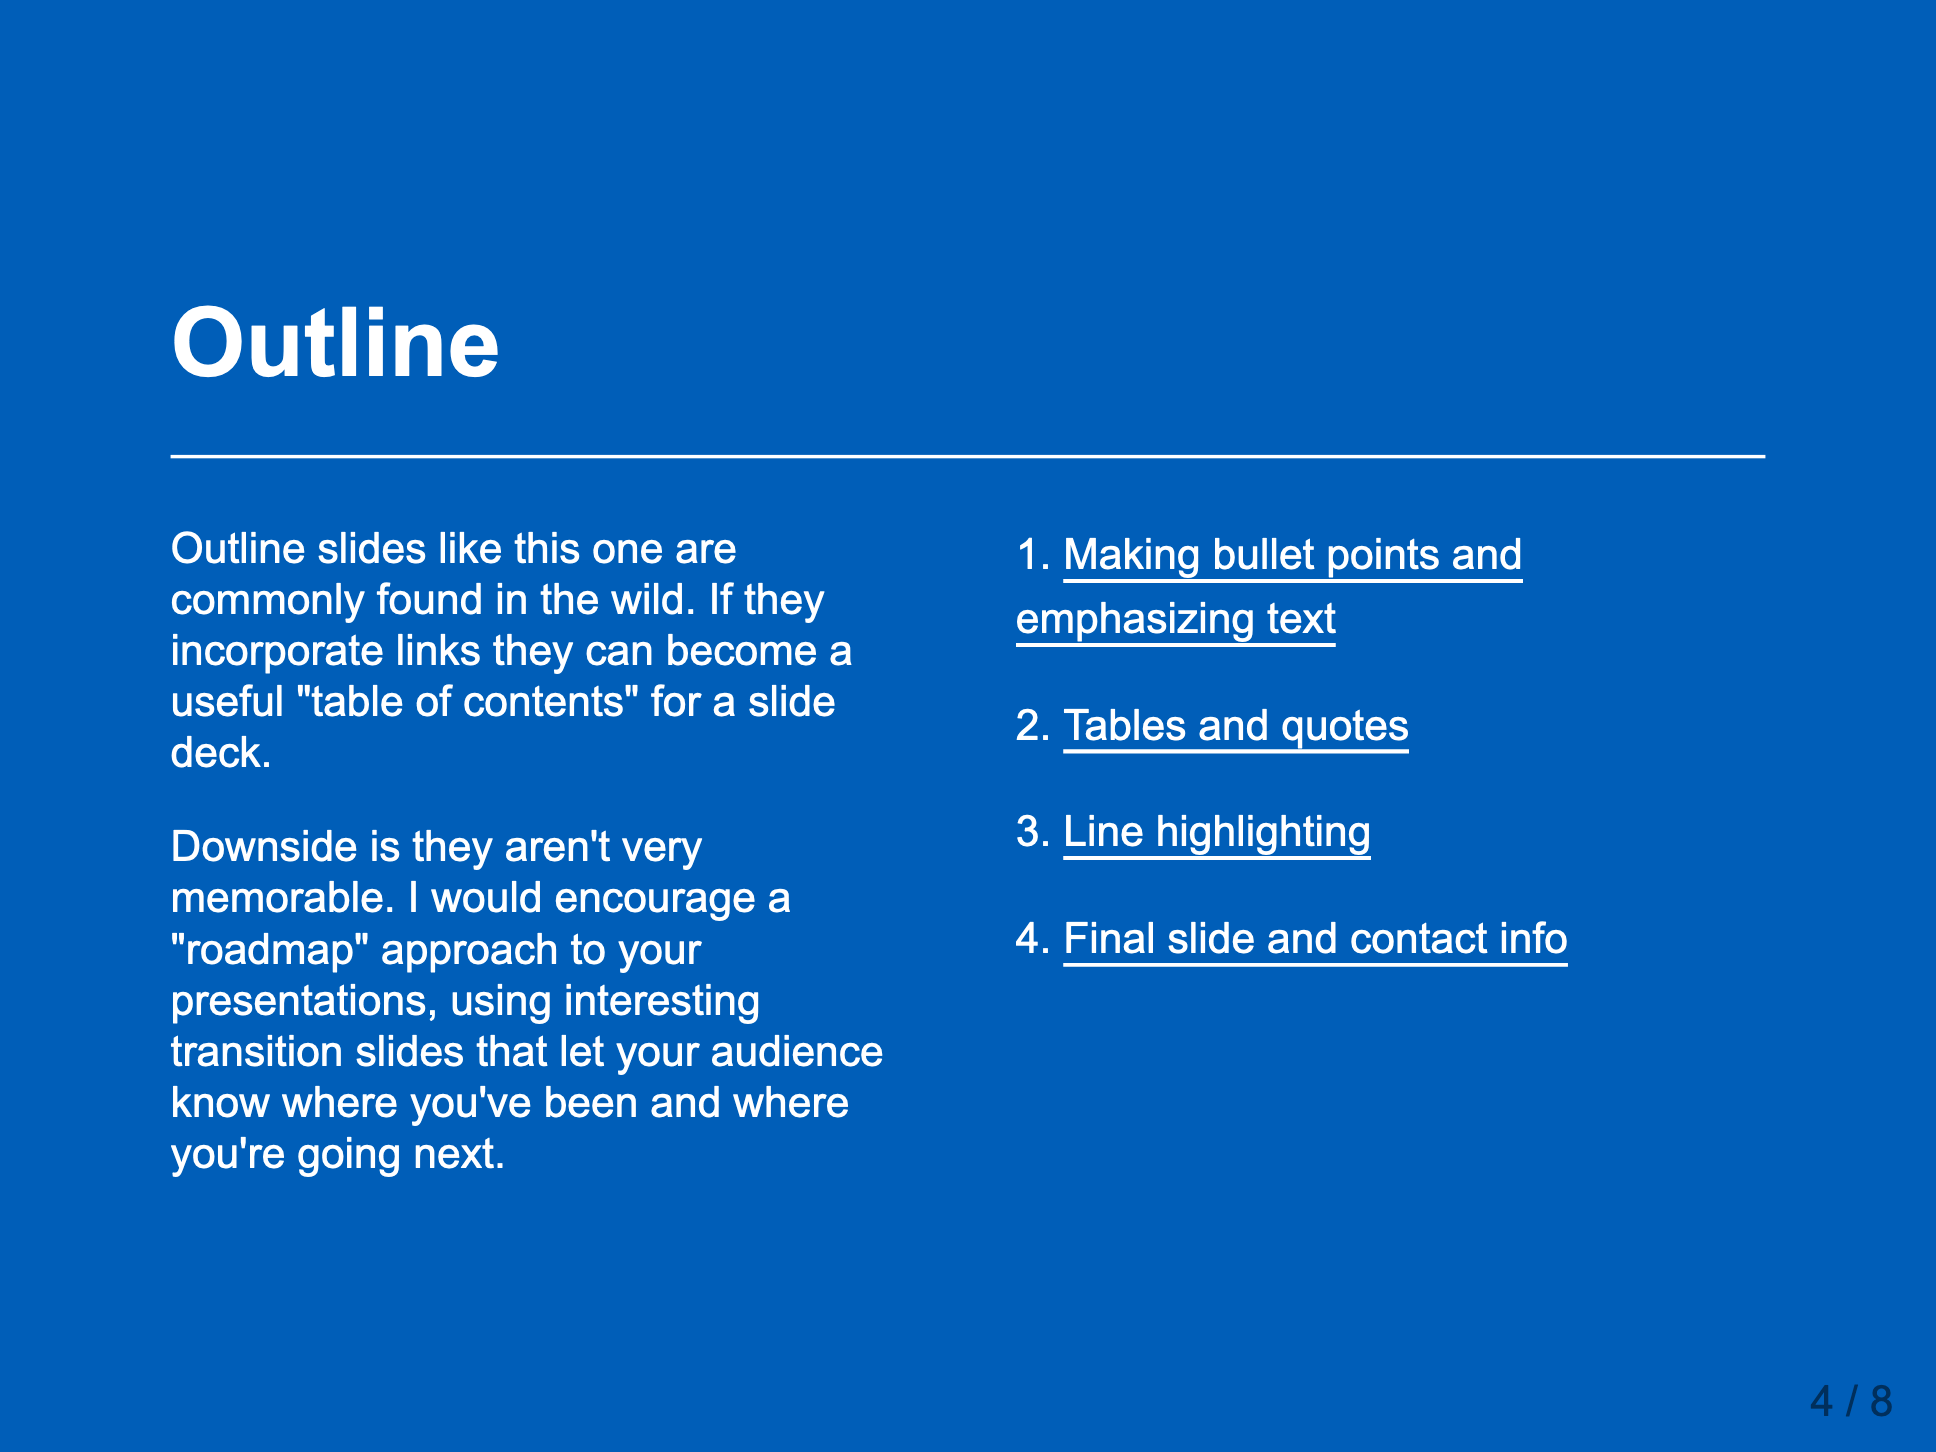 Outline
Outline slides like this one are
commonly found in the wild. If they
incorporate links they can become a
useful "table of contents" for a slide
deck.
Downside is they aren't very
memorable. I would encourage a
"roadmap" approach to your
presentations, using interesting
transition slides that let your audience
know where you've been and where
you're going next.
1. Making bullet points and
emphasizing text
2. Tables and quotes
3. Line highlighting
4. Final slide and contact info
4 / 8